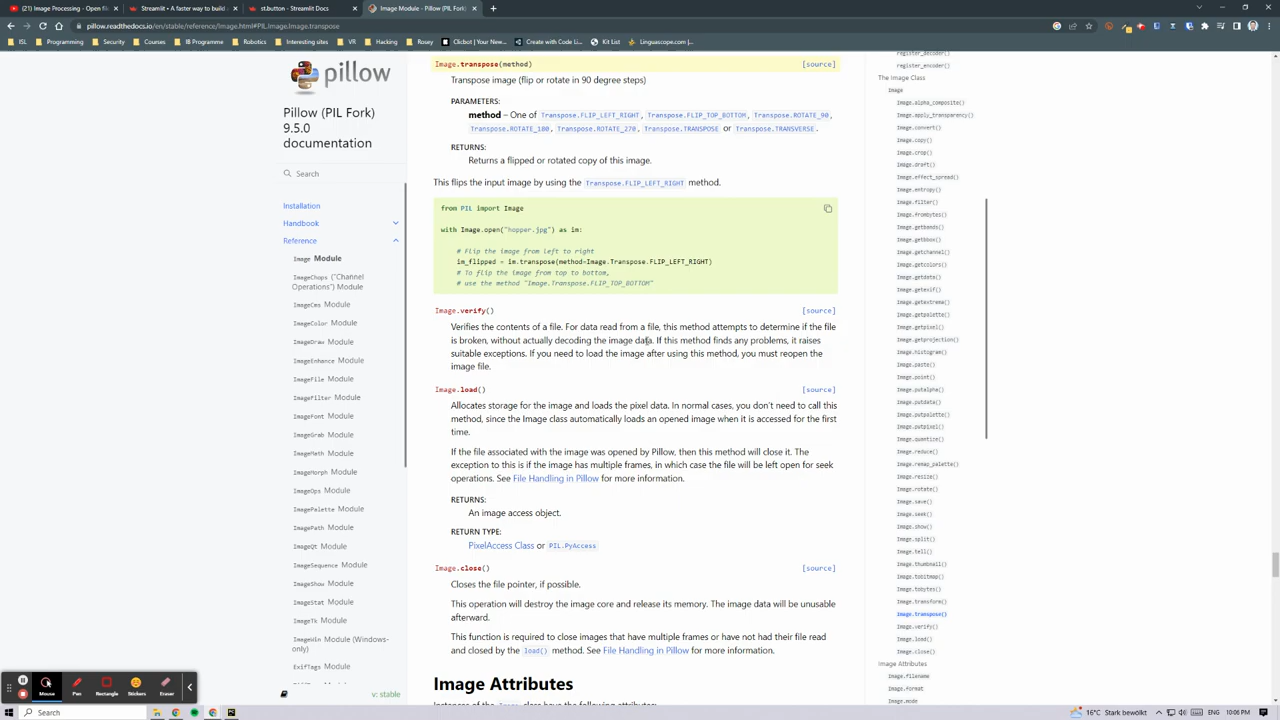 (21) Image Processing - Open fil
Streamlit • A faster way to build
st.button - Streamlit Docs
Image Module - Pillow (PIL Fork)
pillow.readthedocs.io/en/stable/reference/Image.html#PIL.Image.Image.transpose
ISL
Programming
Security
Courses
IB Programme
Robotics
Interesting sites
VR
Hacking
Rosey
Clicbot | Your New...
Create with Code Li...
Kit List
Linguascope.com |...
pillow
Pillow (PIL Fork)
9.5.0
documentation
Search
Installation
Handbook
Reference
Image Module
ImageChops ("Channel
Operations") Module
ImageCms Module
ImageColor Module
ImageDraw Module
ImageEnhance Module
ImageFile Module
ImageFilter Module
ImageFont Module
ImageGrab Module
ImageMath Module
ImageMorph Module
ImageOps Module
ImagePalette Module
ImagePath Module
ImageQt Module
ImageSequence Module
ImageShow Module
ImageStat Module
ImageTk Module
ImageWin Module (Windows-
only)
ExifTags Module
v: stable
Image.transpose(method) [source]
Transpose image (flip or rotate in 90 degree steps)
PARAMETERS:
method – One of Transpose.FLIP_LEFT_RIGHT, Transpose.FLIP_TOP_BOTTOM, Transpose.ROTATE_90,
Transpose.ROTATE_180, Transpose.ROTATE_270, Transpose.TRANSPOSE or Transpose.TRANSVERSE.
RETURNS:
Returns a flipped or rotated copy of this image.
This flips the input image by using the Transpose.FLIP_LEFT_RIGHT method.
from PIL import Image
with Image.open("hopper.jpg") as im:
# Flip the image from left to right
im_flipped = im.transpose(method=Image.Transpose.FLIP_LEFT_RIGHT)
# To flip the image from top to bottom,
# use the method "Image.Transpose.FLIP_TOP_BOTTOM"
Image.verify() [source]
Verifies the contents of a file. For data read from a file, this method attempts to determine if the file
is broken, without actually decoding the image data. If this method finds any problems, it raises
suitable exceptions. If you need to load the image after using this method, you must reopen the
image file.
Image.load() [source]
Allocates storage for the image and loads the pixel data. In normal cases, you don't need to call this
method, since the Image class automatically loads an opened image when it is accessed for the first
time.
If the file associated with the image was opened by Pillow, then this method will close it. The
exception to this is if the image has multiple frames, in which case the file will be left open for seek
operations. See File Handling in Pillow for more information.
RETURNS:
An image access object.
RETURN TYPE:
PixelAccess Class or PIL.PyAccess
Image.close() [source]
Closes the file pointer, if possible.
This operation will destroy the image core and release its memory. The image data will be unusable
afterward.
This function is required to close images that have multiple frames or have not had their file read
and closed by the load() method. See File Handling in Pillow for more information.
Image Attributes
register_decoder()
register_encoder()
The Image Class
Image
Image.alpha_composite()
Image.apply_transparency()
Image.convert()
Image.copy()
Image.crop()
Image.draft()
Image.effect_spread()
Image.entropy()
Image.filter()
Image.frombytes()
Image.getbands()
Image.getbbox()
Image.getchannel()
Image.getcolors()
Image.getdata()
Image.getexif()
Image.getextrema()
Image.getpalette()
Image.getpixel()
Image.getprojection()
Image.histogram()
Image.paste()
Image.point()
Image.putalpha()
Image.putdata()
Image.putpalette()
Image.putpixel()
Image.quantize()
Image.reduce()
Image.remap_palette()
Image.resize()
Image.rotate()
Image.save()
Image.seek()
Image.show()
Image.split()
Image.tell()
Image.thumbnail()
Image.tobitmap()
Image.tobytes()
Image.transform()
Image.transpose()
Image.verify()
Image.load()
Image.close()
Image Attributes
Image.filename
Image.format
Image.mode
Mouse
Pen
Rectangle
Stickers
Eraser
Search
16°C Stark bewölkt
ENG
10:06 PM